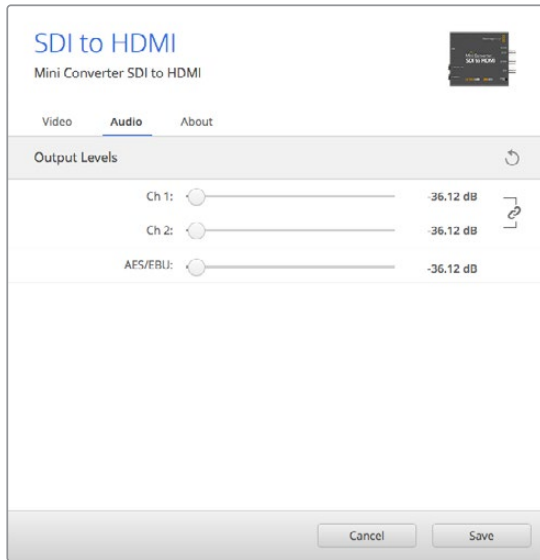 SDI to HDMI
Mini Converter SDI to HDMI
Video Audio About
Output Levels
Ch 1: -36.12 dB
Ch 2: -36.12 dB
AES/EBU: -36.12 dB
Cancel Save